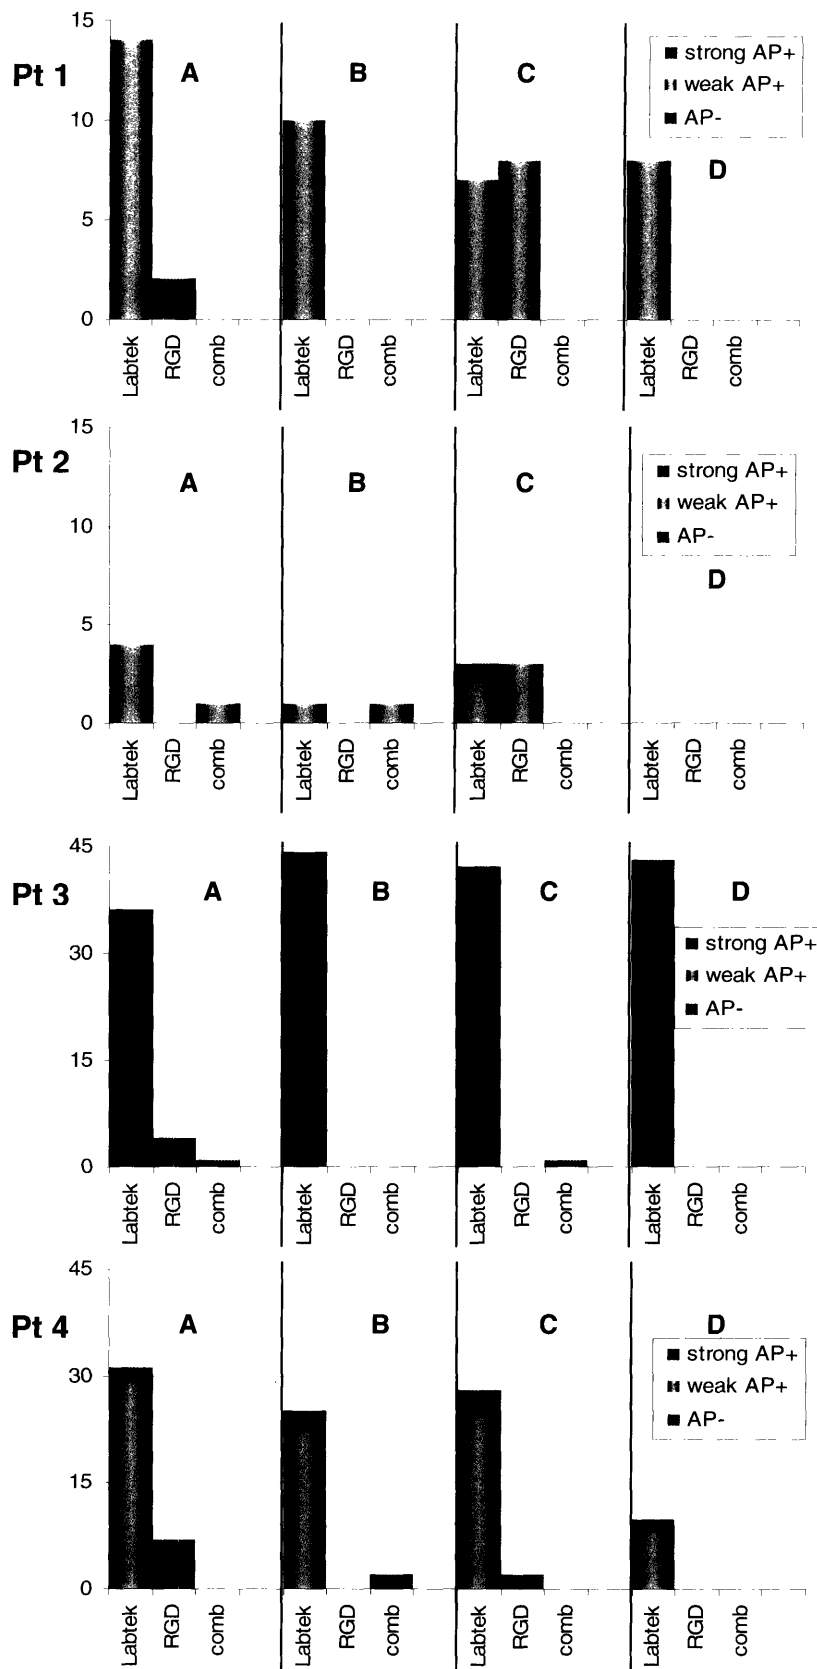 15
Pt 1
A
B
C
strong AP+
weak AP+
AP-
D
10
5
0
Labtek RGD comb Labtek RGD comb Labtek RGD comb Labtek RGD comb
15
Pt 2
A
B
C
strong AP+
weak AP+
AP-
D
10
5
0
Labtek RGD comb Labtek RGD comb Labtek RGD comb Labtek RGD comb
45
Pt 3
A
B
C
D
strong AP+
weak AP+
AP-
30
15
0
Labtek RGD comb Labtek RGD comb Labtek RGD comb Labtek RGD comb
45
Pt 4
A
B
C
D
strong AP+
weak AP+
AP-
30
15
0
Labtek RGD comb Labtek RGD comb Labtek RGD comb Labtek RGD comb